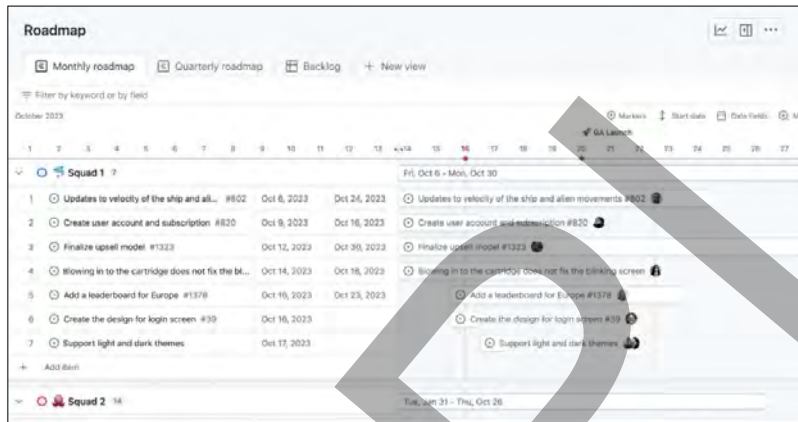 Roadmap
Monthly roadmap Quarterly roadmap Backlog + New view
Filter by keyword or by field
October 2023 Markers Start date Date fields M
GA Launch
1 2 3 4 5 6 7 8 9 10 11 12 13 14 15 16 17 18 19 20 21 22 23 24 25 26 27
Squad 1 7 Fri, Oct 6 - Mon, Oct 30
1 Updates to velocity of the ship and ali... #802 Oct 6, 2023 Oct 24, 2023 Updates to velocity of the ship and alien movements #802
2 Create user account and subscription #820 Oct 9, 2023 Oct 16, 2023 Create user account and subscription #820
3 Finalize upsell model #1323 Oct 12, 2023 Oct 30, 2023 Finalize upsell model #1323
4 Blowing in to the cartridge does not fix the bl... Oct 14, 2023 Oct 18, 2023 Blowing in to the cartridge does not fix the blinking screen
5 Add a leaderboard for Europe #1378 Oct 16, 2023 Oct 23, 2023 Add a leaderboard for Europe #1378
6 Create the design for login screen #39 Oct 16, 2023 Create the design for login screen #39
7 Support light and dark themes Oct 17, 2023 Support light and dark themes
+ Add item
Squad 2 14 Tue, Jan 31 - Thu, Oct 26